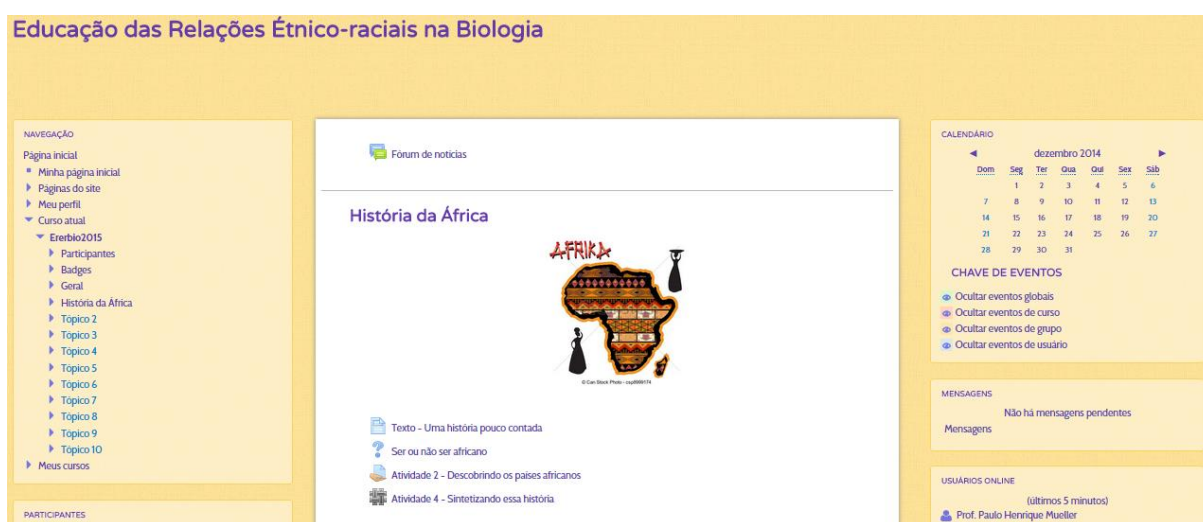 Educação das Relações Étnico-raciais na Biologia
NAVEGAÇÃO
Página inicial
Minha página inicial
Páginas do site
Meu perfil
Curso atual
Ererbio2015
Participantes
Badges
Geral
História da África
Tópico 2
Tópico 3
Tópico 4
Tópico 5
Tópico 6
Tópico 7
Tópico 8
Tópico 9
Tópico 10
Meus cursos
PARTICIPANTES
Fórum de notícias
História da África
AFRIKA
© Can Stock Photo - csp8989174
Texto - Uma história pouco contada
Ser ou não ser africano
Atividade 2 - Descobrindo os países africanos
Atividade 4 - Sintetizando essa história
CALENDÁRIO
◄ dezembro 2014 ►
Dom Seg Ter Qua Qui Sex Sáb
1 2 3 4 5 6
7 8 9 10 11 12 13
14 15 16 17 18 19 20
21 22 23 24 25 26 27
28 29 30 31
CHAVE DE EVENTOS
Ocultar eventos globais
Ocultar eventos de curso
Ocultar eventos de grupo
Ocultar eventos de usuário
MENSAGENS
Não há mensagens pendentes
Mensagens
USUÁRIOS ONLINE
(últimos 5 minutos)
Prof. Paulo Henrique Mueller